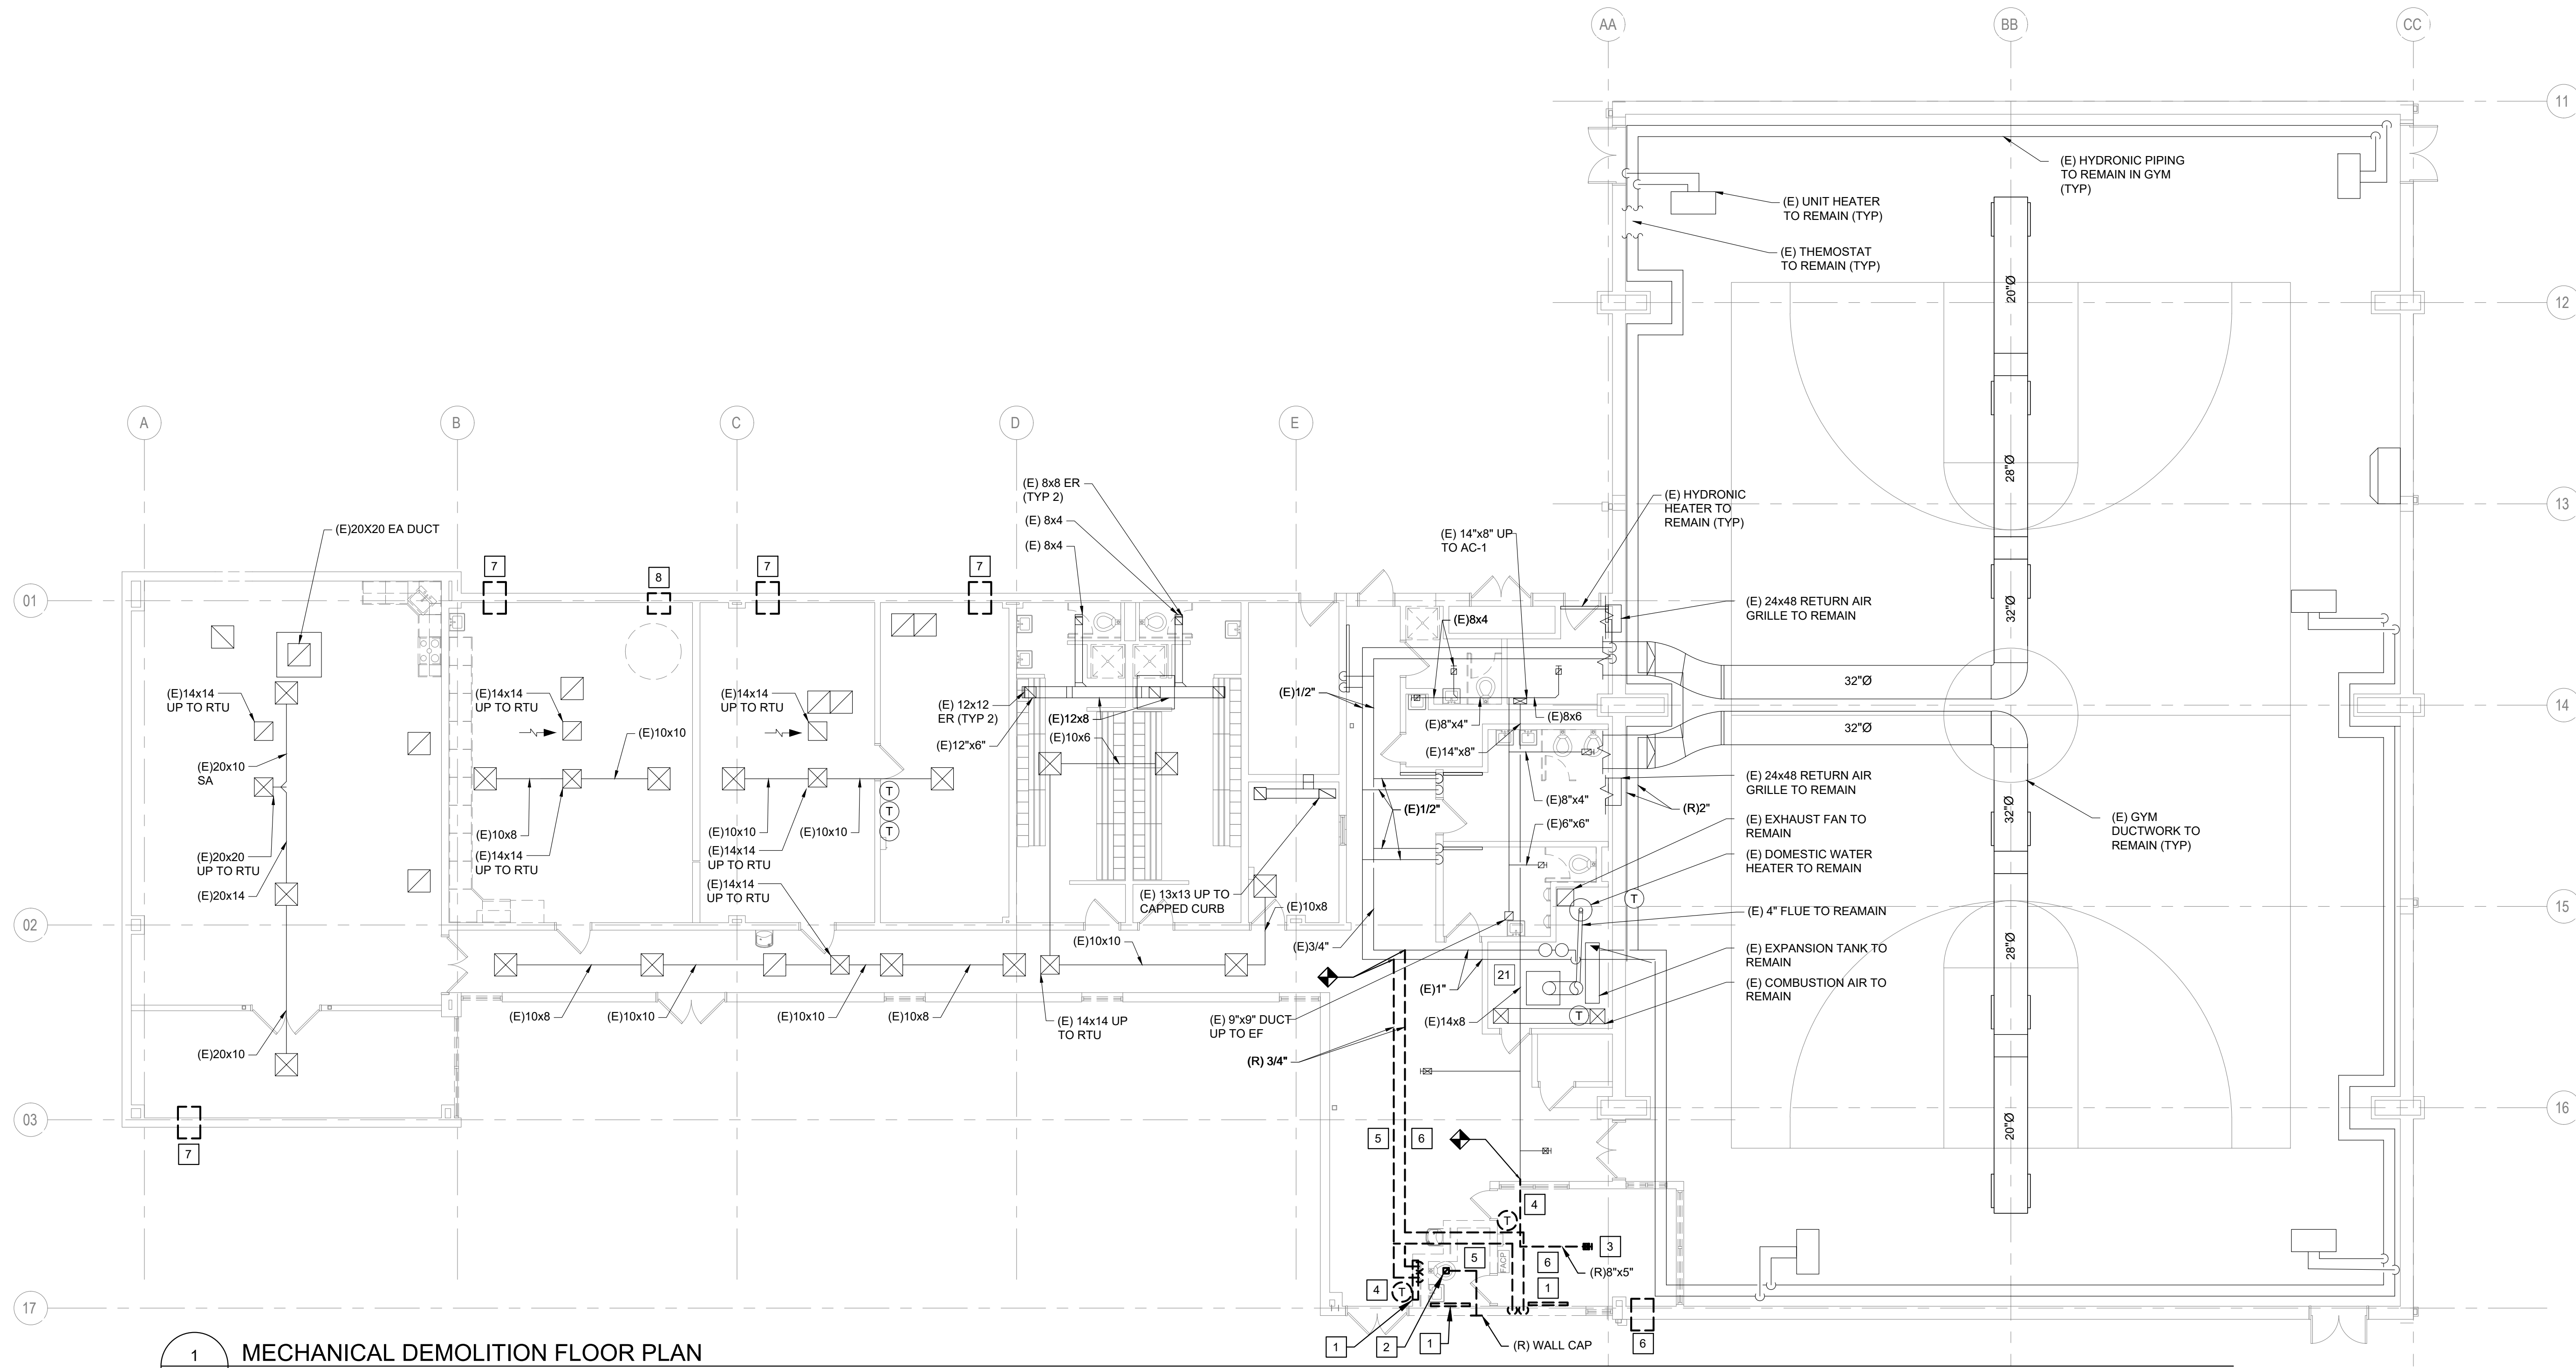 AA
BB
CC
11
12
13
14
15
16
17
A
B
C
D
E
01
02
03
(E) HYDRONIC PIPING
TO REMAIN IN GYM
(TYP)
(E) UNIT HEATER
TO REMAIN (TYP)
(E) THEMOSTAT
TO REMAIN (TYP)
20"Ø
28"Ø
32"Ø
32"Ø
32"Ø
32"Ø
28"Ø
20"Ø
(E) GYM
DUCTWORK TO
REMAIN (TYP)
(E) HYDRONIC
HEATER TO
REMAIN (TYP)
(E) 14"x8" UP
TO AC-1
(E) 24x48 RETURN AIR
GRILLE TO REMAIN
(E) 24x48 RETURN AIR
GRILLE TO REMAIN
(R)2"
(E) EXHAUST FAN TO
REMAIN
(E) DOMESTIC WATER
HEATER TO REMAIN
(E) 4" FLUE TO REAMAIN
(E) EXPANSION TANK TO
REMAIN
(E) COMBUSTION AIR TO
REMAIN
T
T
(E) 8x8 ER
(TYP 2)
(E) 8x4
(E) 8x4
(E)20X20 EA DUCT
7
8
7
7
(E)14x14
UP TO RTU
(E)14x14
UP TO RTU
(E)14x14
UP TO RTU
(E)20x10
SA
(E)10x10
(E)20x20
UP TO RTU
(E)20x14
(E)10x8
(E)14x14
UP TO RTU
(E)10x10
(E)10x10
(E)14x14
UP TO RTU
(E)14x14
UP TO RTU
T
T
T
(E) 12x12
ER (TYP 2)
(E)12"x6"
(E)12x8
(E)10x6
(E) 13x13 UP TO
CAPPED CURB
(E)10x8
(E)10x10
(E)1/2"
(E)1/2"
(E)8x4
(E)8"x4"
(E)8x6
(E)14"x8"
(E)8"x4"
(E)6"x6"
(E)3/4"
(E)1"
21
(E)14x8
(E)10x8
(E)10x10
(E)10x10
(E)10x8
(E) 14x14 UP
TO RTU
(E) 9"x9" DUCT
UP TO EF
(R) 3/4"
(E)20x10
7
5
6
4
T
3
5
6
(R)8"x5"
FACP
4
T
1
1
2
1
(R) WALL CAP
6
1
MECHANICAL DEMOLITION FLOOR PLAN